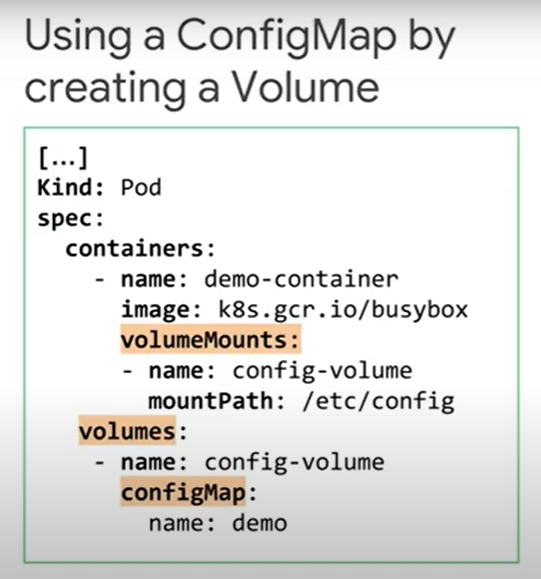 Using a ConfigMap by
creating a Volume
[...]
Kind: Pod
spec:
  containers:
    - name: demo-container
      image: k8s.gcr.io/busybox
      volumeMounts:
      - name: config-volume
        mountPath: /etc/config
   volumes:
    - name: config-volume
      configMap:
        name: demo